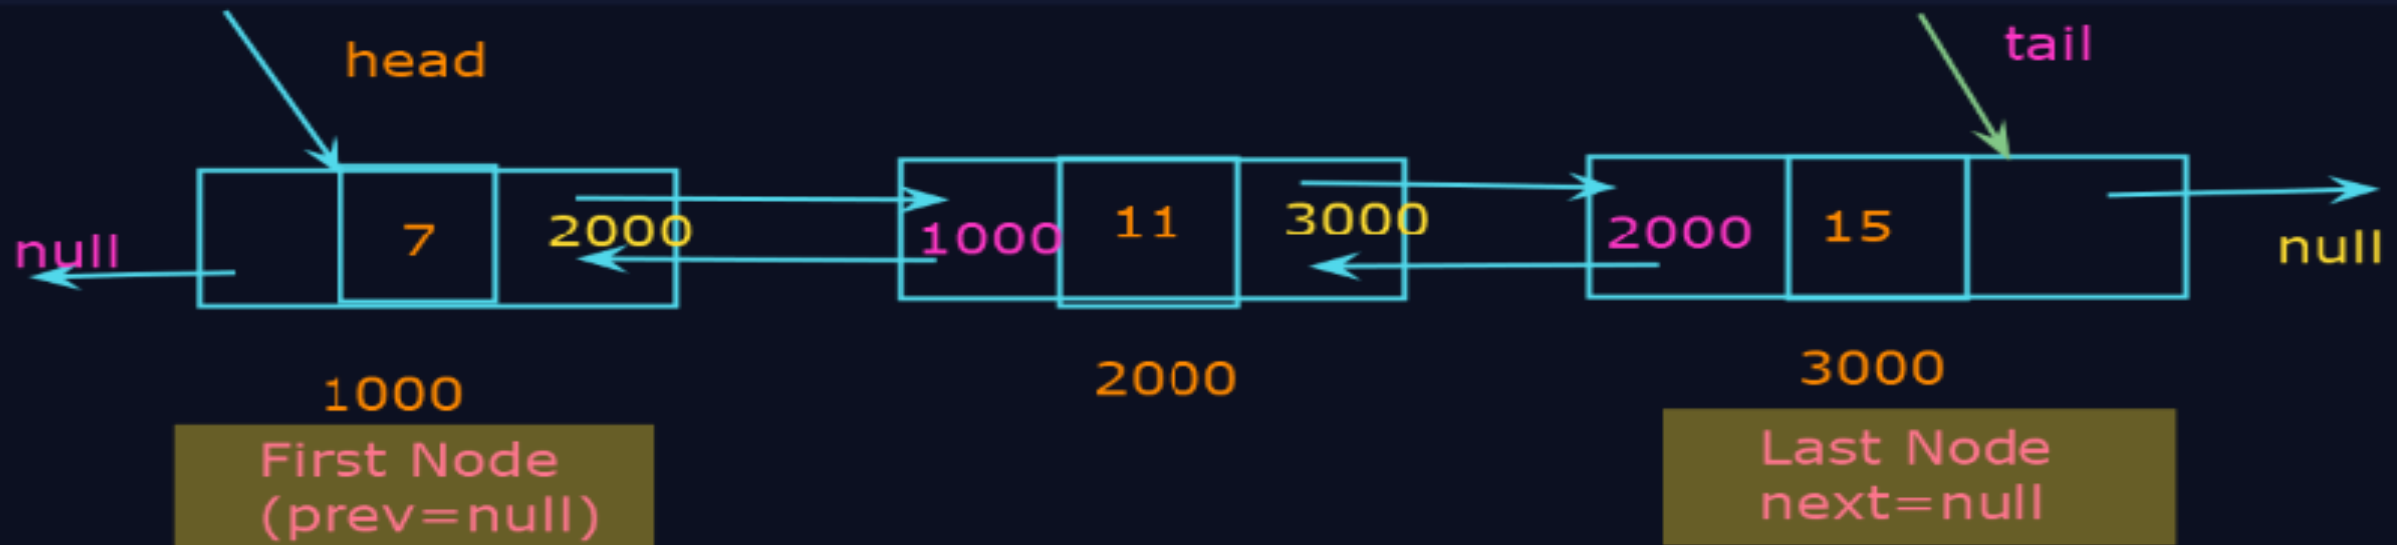 head
tail
null
7
2000
1000
11
3000
2000
15
null
1000
2000
3000
First Node
(prev=null)
Last Node
next=null